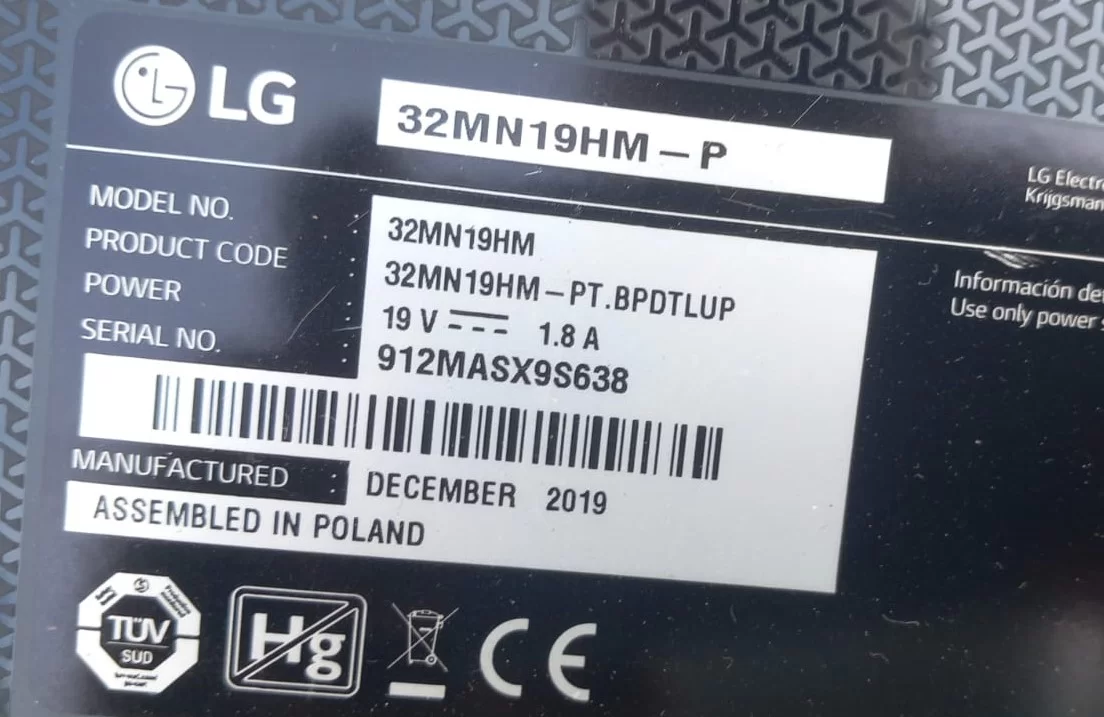 LG
32MN19HM-P
LG Electro
Krijgsman
MODEL NO. : 32MN19HM
PRODUCT CODE : 32MN19HM-PT.BPDTLUP
POWER : 19 V 1.8 A
SERIAL NO. : 912MASX9S638
Información de
Use only power s
MANUFACTURED : DECEMBER 2019
ASSEMBLED IN POLAND
TÜV
SUD
Hg
CE